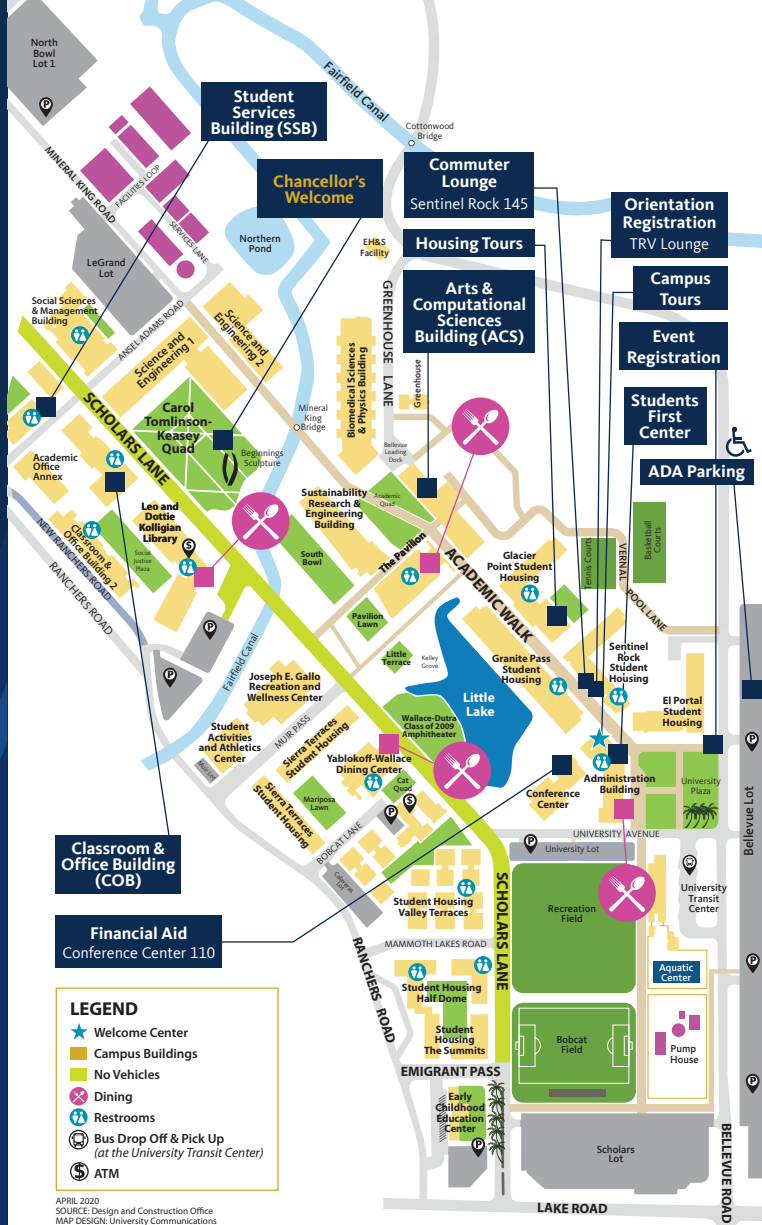 North
Bowl
Lot 1
Student
Services
Building (SSB)
Fairfield Canal
Cottonwood
Bridge
Chancellor's
Welcome
Commuter
Lounge
Sentinel Rock 145
Orientation
Registration
TRV Lounge
MINERAL KING ROAD
FACILITIES LOOP
SERVICES LANE
Northern
Pond
EH&S
Facility
Housing Tours
Campus
Tours
LeGrand
Lot
Arts &
Computational
Sciences
Building (ACS)
Event
Registration
Social Sciences
& Management
Building
ANSEL ADAMS ROAD
Science and
Engineering 1
Science and
Engineering 2
GREENHOUSE LANE
Biomedical Sciences
& Physics Building
Greenhouse
Students
First
Center
ADA Parking
SCHOLARS LANE
Carol
Tomlinson-
Keasey
Quad
Beginnings
Sculpture
Mineral
King
Bridge
Bellevue
Loading
Dock
Academic
Office
Annex
Leo and
Dottie
Kolligian
Library
Sustainability
Research &
Engineering
Building
Academic
Quad
NEW RANCHERS ROAD
Classroom &
Office Building 2
Social
Justice
Plaza
RANCHERS ROAD
South
Bowl
The Pavilion
ACADEMIC WALK
Glacier
Point Student
Housing
Tennis Courts
VERNAL
POOL LANE
Basketball
Courts
Pavilion
Lawn
Little
Terrace
Kelley
Grove
Granite Pass
Student
Housing
Sentinel
Rock
Student
Housing
Fairfield Canal
Joseph E. Gallo
Recreation and
Wellness Center
Little
Lake
El Portal
Student
Housing
Student
Activities
and Athletics
Center
MUIR PASS
Muir Lot
Wallace-Dutra
Class of 2009
Amphitheater
Sierra Terraces
Student Housing
Yablokoff-Wallace
Dining Center
Cat
Quad
Sierra Terraces
Student Housing
Mariposa
Lawn
Conference
Center
Administration
Building
University
Plaza
Bellevue Lot
BOBCAT LANE
Calaveras
Lot
UNIVERSITY AVENUE
University Lot
Classroom &
Office Building
(COB)
Student Housing
Valley Terraces
SCHOLARS LANE
Recreation
Field
University
Transit
Center
Financial Aid
Conference Center 110
RANCHERS ROAD
MAMMOTH LAKES ROAD
Aquatic
Center
Student Housing
Half Dome
Student
Housing
The Summits
Bobcat
Field
Pump
House
EMIGRANT PASS
Early
Childhood
Education
Center
Scholars
Lot
BELLEVUE ROAD
LAKE ROAD
LEGEND
Welcome Center
Campus Buildings
No Vehicles
Dining
Restrooms
Bus Drop Off & Pick Up
(at the University Transit Center)
$ ATM
APRIL 2020
SOURCE: Design and Construction Office
MAP DESIGN: University Communications
P
P
P
P
P
P
P
P
P
$
$